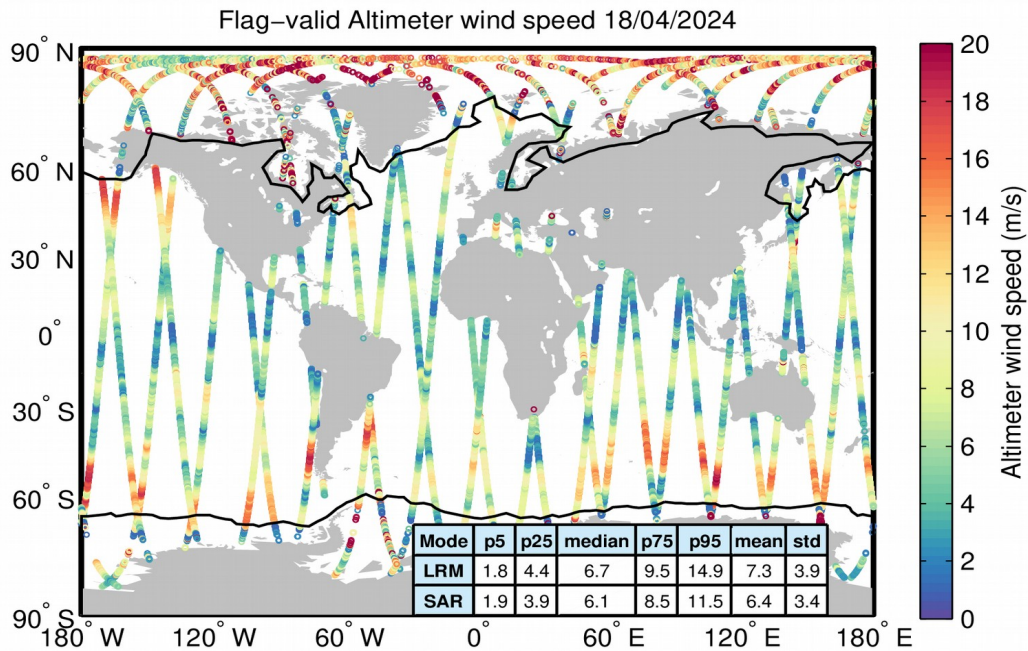 Flag−valid Altimeter wind speed 18/04/2024
90° N
60° N
30° N
0°
30° S
60° S
90° S
180° W
120° W
60° W
0°
60° E
120° E
180° E
Mode p5 p25 median p75 p95 mean std
LRM 1.8 4.4 6.7 9.5 14.9 7.3 3.9
SAR 1.9 3.9 6.1 8.5 11.5 6.4 3.4
20
18
16
14
12
10
8
6
4
2
0
Altimeter wind speed (m/s)